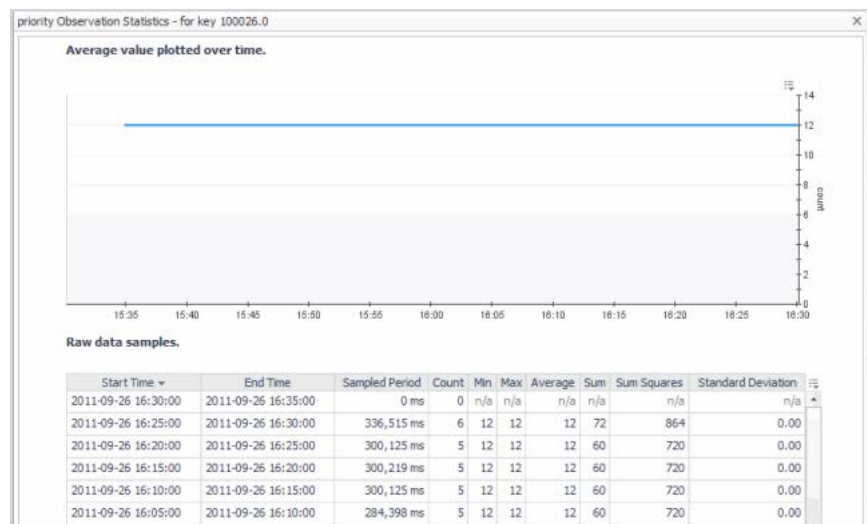 priority Observation Statistics - for key 100026.0
Average value plotted over time.
14
12
10
8
6
4
2
0
count
15:35 15:40 15:45 15:50 15:55 16:00 16:05 16:10 16:15 16:20 16:25 16:30
Raw data samples.
Start Time End Time Sampled Period Count Min Max Average Sum Sum Squares Standard Deviation
2011-09-26 16:30:00 2011-09-26 16:35:00 0 ms 0 n/a n/a n/a n/a n/a n/a
2011-09-26 16:25:00 2011-09-26 16:30:00 336,515 ms 6 12 12 12 72 864 0.00
2011-09-26 16:20:00 2011-09-26 16:25:00 300,125 ms 5 12 12 12 60 720 0.00
2011-09-26 16:15:00 2011-09-26 16:20:00 300,219 ms 5 12 12 12 60 720 0.00
2011-09-26 16:10:00 2011-09-26 16:15:00 300,125 ms 5 12 12 12 60 720 0.00
2011-09-26 16:05:00 2011-09-26 16:10:00 284,398 ms 5 12 12 12 60 720 0.00